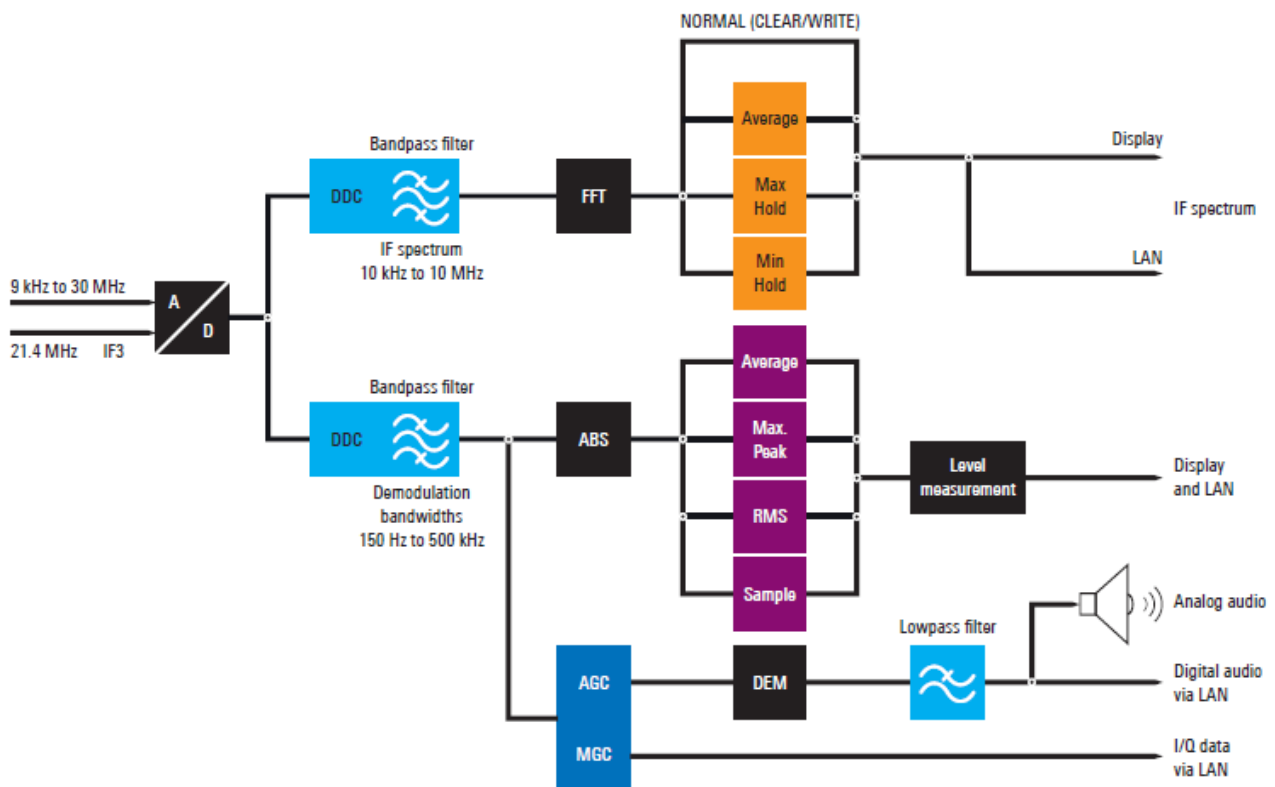 NORMAL (CLEAR/WRITE)
Average
Max
Hold
Min
Hold
Bandpass filter
DDC
IF spectrum
10 kHz to 10 MHz
FFT
Display
IF spectrum
LAN
9 kHz to 30 MHz
21.4 MHz IF3
A
D
Bandpass filter
DDC
Demodulation
bandwidths
150 Hz to 500 kHz
ABS
Average
Max.
Peak
RMS
Sample
Level
measurement
Display
and LAN
AGC
MGC
DEM
Lowpass filter
Analog audio
Digital audio
via LAN
I/Q data
via LAN